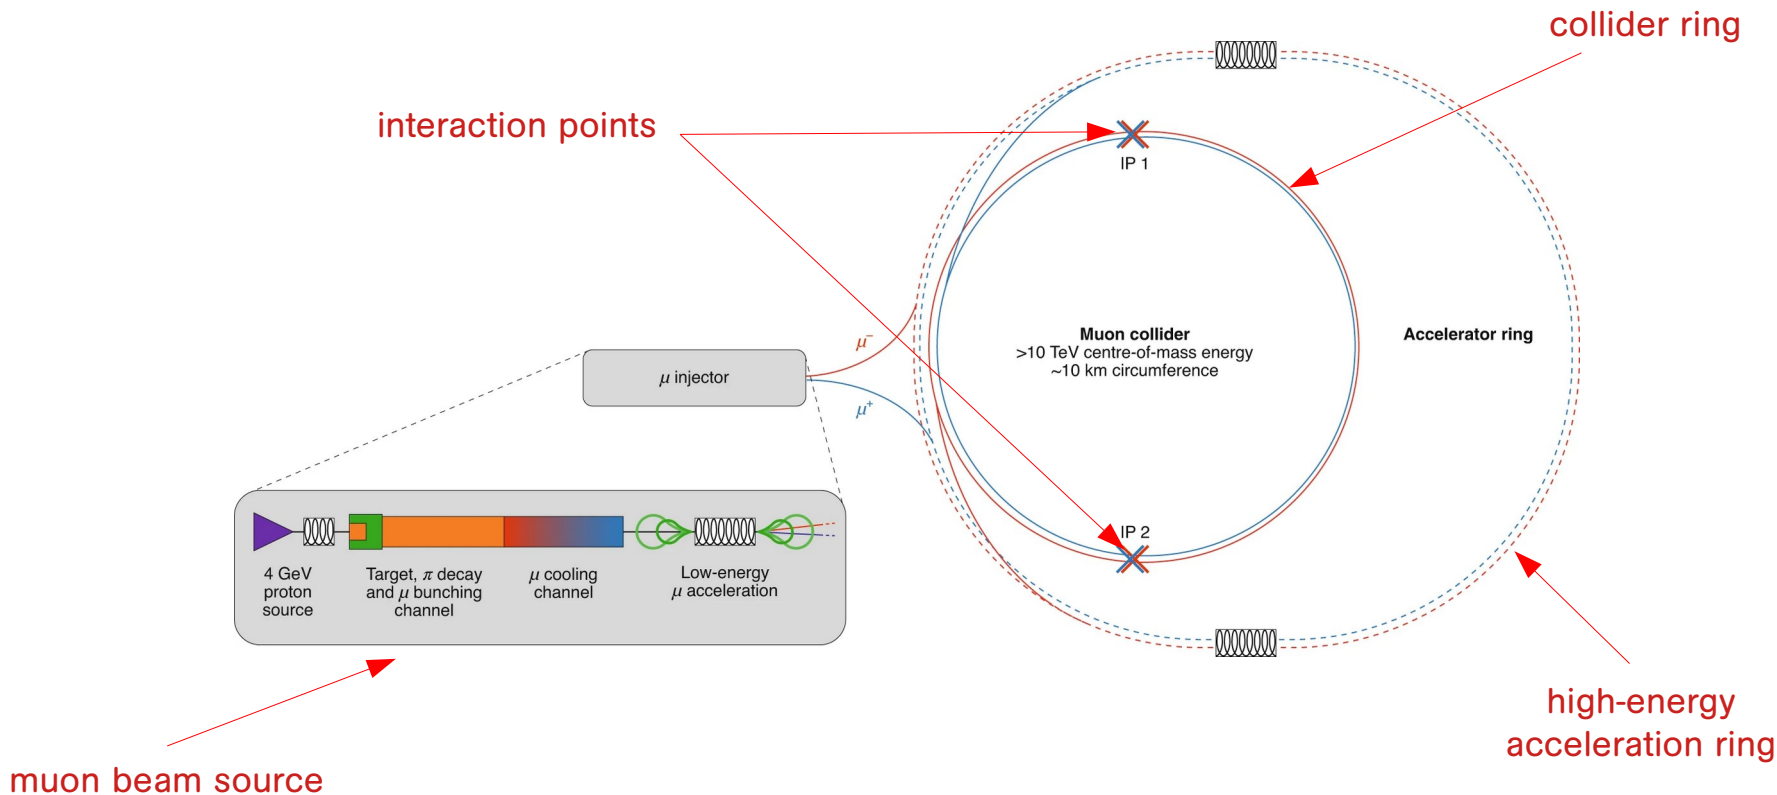 collider ring
interaction points
IP 1
μ⁻
Muon collider
>10 TeV centre-of-mass energy
~10 km circumference
Accelerator ring
μ injector
μ⁺
IP 2
4 GeV
proton
source
Target, π decay
and μ bunching
channel
μ cooling
channel
Low-energy
μ acceleration
high-energy
acceleration ring
muon beam source